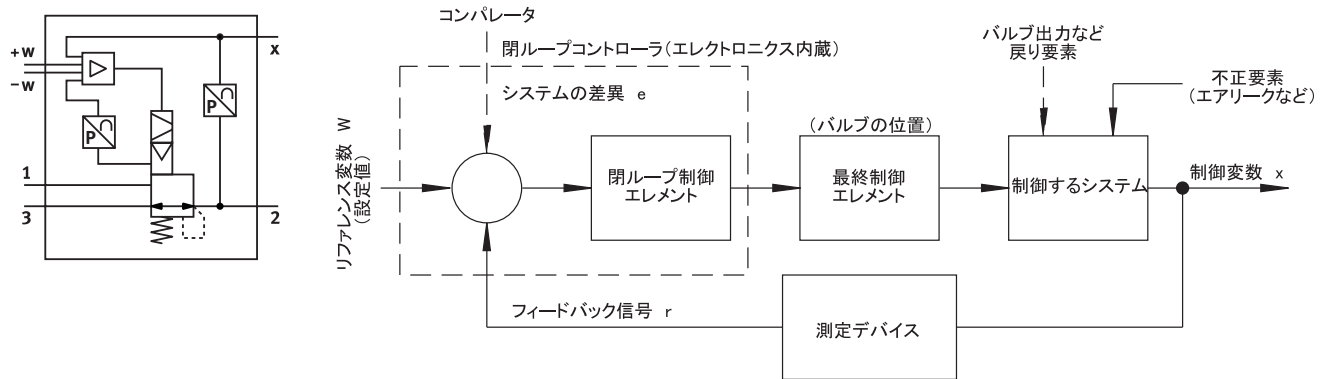 x
+w
-w
P
P
1
3
2
コンパレータ
閉ループコントローラ(エレクトロニクス内蔵)
システムの差異 e
リファレンス変数 W
(設定値)
閉ループ制御
エレメント
(バルブの位置)
最終制御
エレメント
バルブ出力など
戻り要素
不正要素
(エアリークなど)
制御するシステム
制御変数 x
フィードバック信号 r
測定デバイス